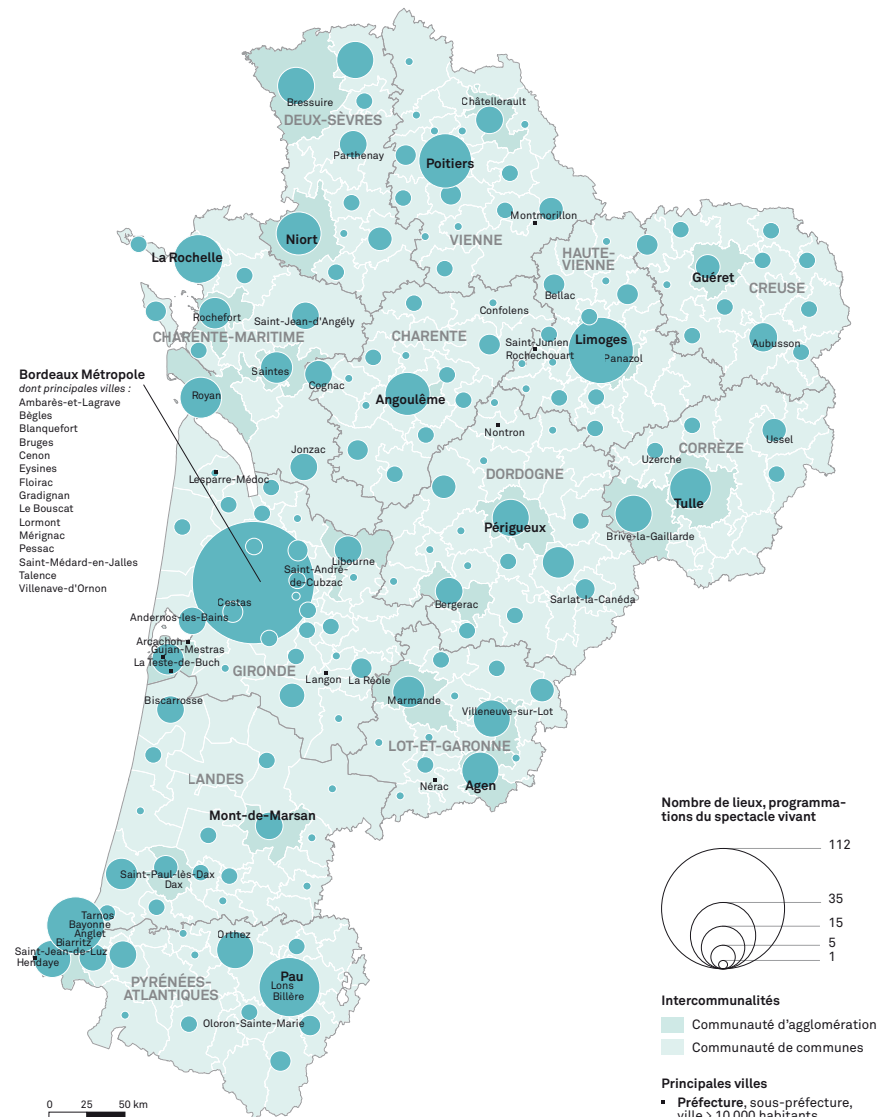 Bressuire
DEUX-SÈVRES
Châtellerault
Parthenay
Poitiers
Montmorillon
Niort
VIENNE
La Rochelle
HAUTE-
VIENNE
Guéret
CREUSE
Bellac
Rochefort
Saint-Jean-d'Angély
Confolens
CHARENTE-MARITIME
CHARENTE
Saint-Junien
Rochechouart
Limoges
Panazol
Aubusson
Saintes
Cognac
Royan
Angoulême
Bordeaux Métropole
dont principales villes :
Ambarès-et-Lagrave
Bègles
Blanquefort
Bruges
Cenon
Eysines
Floirac
Gradignan
Le Bouscat
Lormont
Mérignac
Pessac
Saint-Médard-en-Jalles
Talence
Villenave-d'Ornon
Nontron
Jonzac
Ussel
CORRÈZE
Uzerche
Lesparre-Médoc
DORDOGNE
Tulle
Périgueux
Brive-la-Gaillarde
Libourne
Saint-André-
de-Cubzac
Cestas
Andernos-les-Bains
Bergerac
Sarlat-la-Canéda
Arcachon
Gujan-Mestras
La Teste-de-Buch
GIRONDE
Langon
La Réole
Biscarrosse
Marmande
Villeneuve-sur-Lot
LOT-ET-GARONNE
LANDES
Nérac
Agen
Mont-de-Marsan
Saint-Paul-lès-Dax
Dax
Tarnos
Bayonne
Anglet
Biarritz
Saint-Jean-de-Luz
Hendaye
Orthez
Pau
Lons
Billère
PYRÉNÉES-
ATLANTIQUES
Oloron-Sainte-Marie
0 25 50 km
Nombre de lieux, programma-
tions du spectacle vivant
112
35
15
5
1
Intercommunalités
Communauté d'agglomération
Communauté de communes
Principales villes
Préfecture, sous-préfecture,
ville > 10 000 habitants